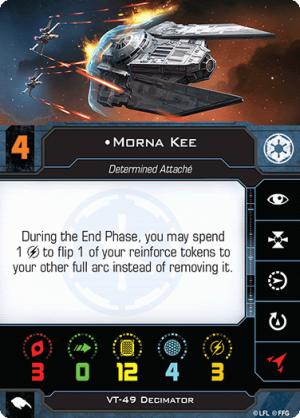 4
•Morna Kee
Determined Attaché
During the End Phase, you may spend
1 to flip 1 of your reinforce tokens to
your other full arc instead of removing it.
3 0 12 4 3
VT-49 Decimator
©LFL ©FFG